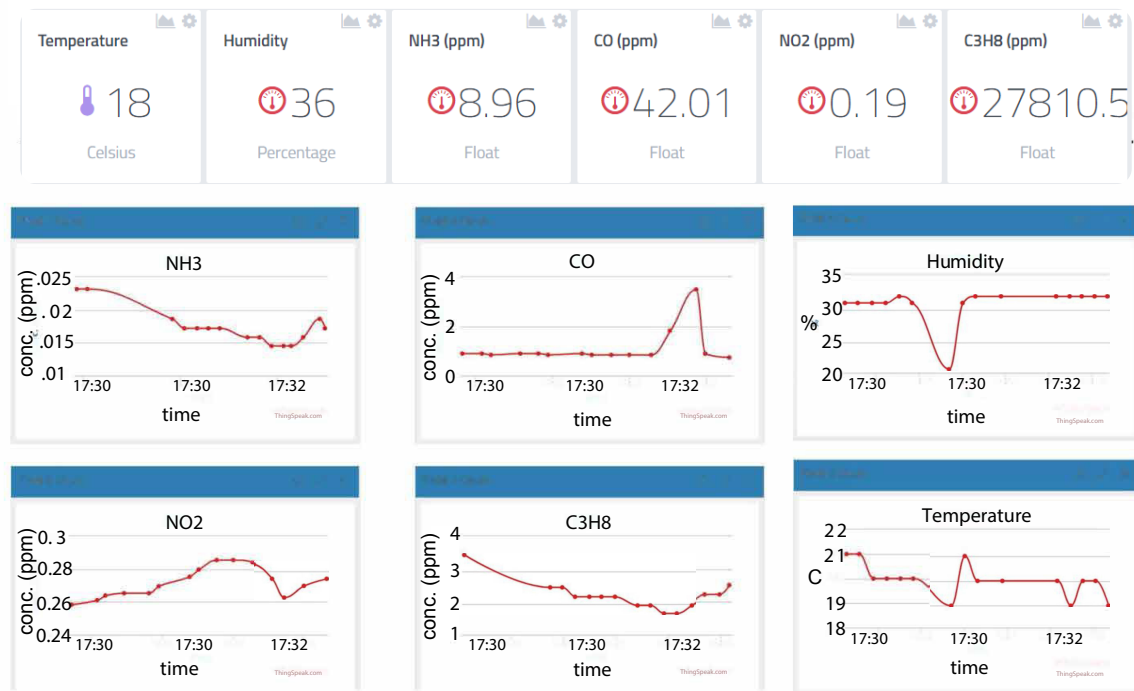 Temperature
18
Celsius
Humidity
36
Percentage
NH3 (ppm)
8.96
Float
CO (ppm)
42.01
Float
NO2 (ppm)
0.19
Float
C3H8 (ppm)
27810.5
Float
NH3
conc. (ppm)
.025
. 02
.015
.01
17:30 17:30 17:32
time
ThingSpeak.com
CO
conc. (ppm)
4
2
0
17:30 17:30 17:32
time
ThingSpeak.com
Humidity
%
35
30
25
20
17:30 17:30 17:32
time
ThingSpeak.com
NO2
conc. (ppm)
0.3
0.28
0.26
0.24
17:30 17:30 17:32
time
ThingSpeak.com
C3H8
conc. (ppm)
4
3
2
1
17:30 17:30 17:32
time
ThingSpeak.com
Temperature
C
22
21
19
18
17:30 17:30 17:32
time
ThingSpeak.com